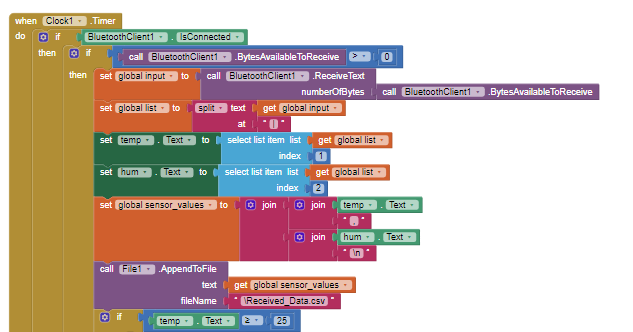 when Clock1 . Timer
do if BluetoothClient1 . IsConnected
then if call BluetoothClient1 . BytesAvailableToReceive > 0
then set global input to call BluetoothClient1 . ReceiveText
numberOfBytes call BluetoothClient1 . BytesAvailableToReceive
set global list to split text get global input
at " | "
set temp . Text to select list item list get global list
index 1
set hum . Text to select list item list get global list
index 2
set global sensor_values to join join temp . Text
" , "
join hum . Text
" \n "
call File1 . AppendToFile
text get global sensor_values
fileName " \Received_Data.csv "
if temp . Text ≥ 25